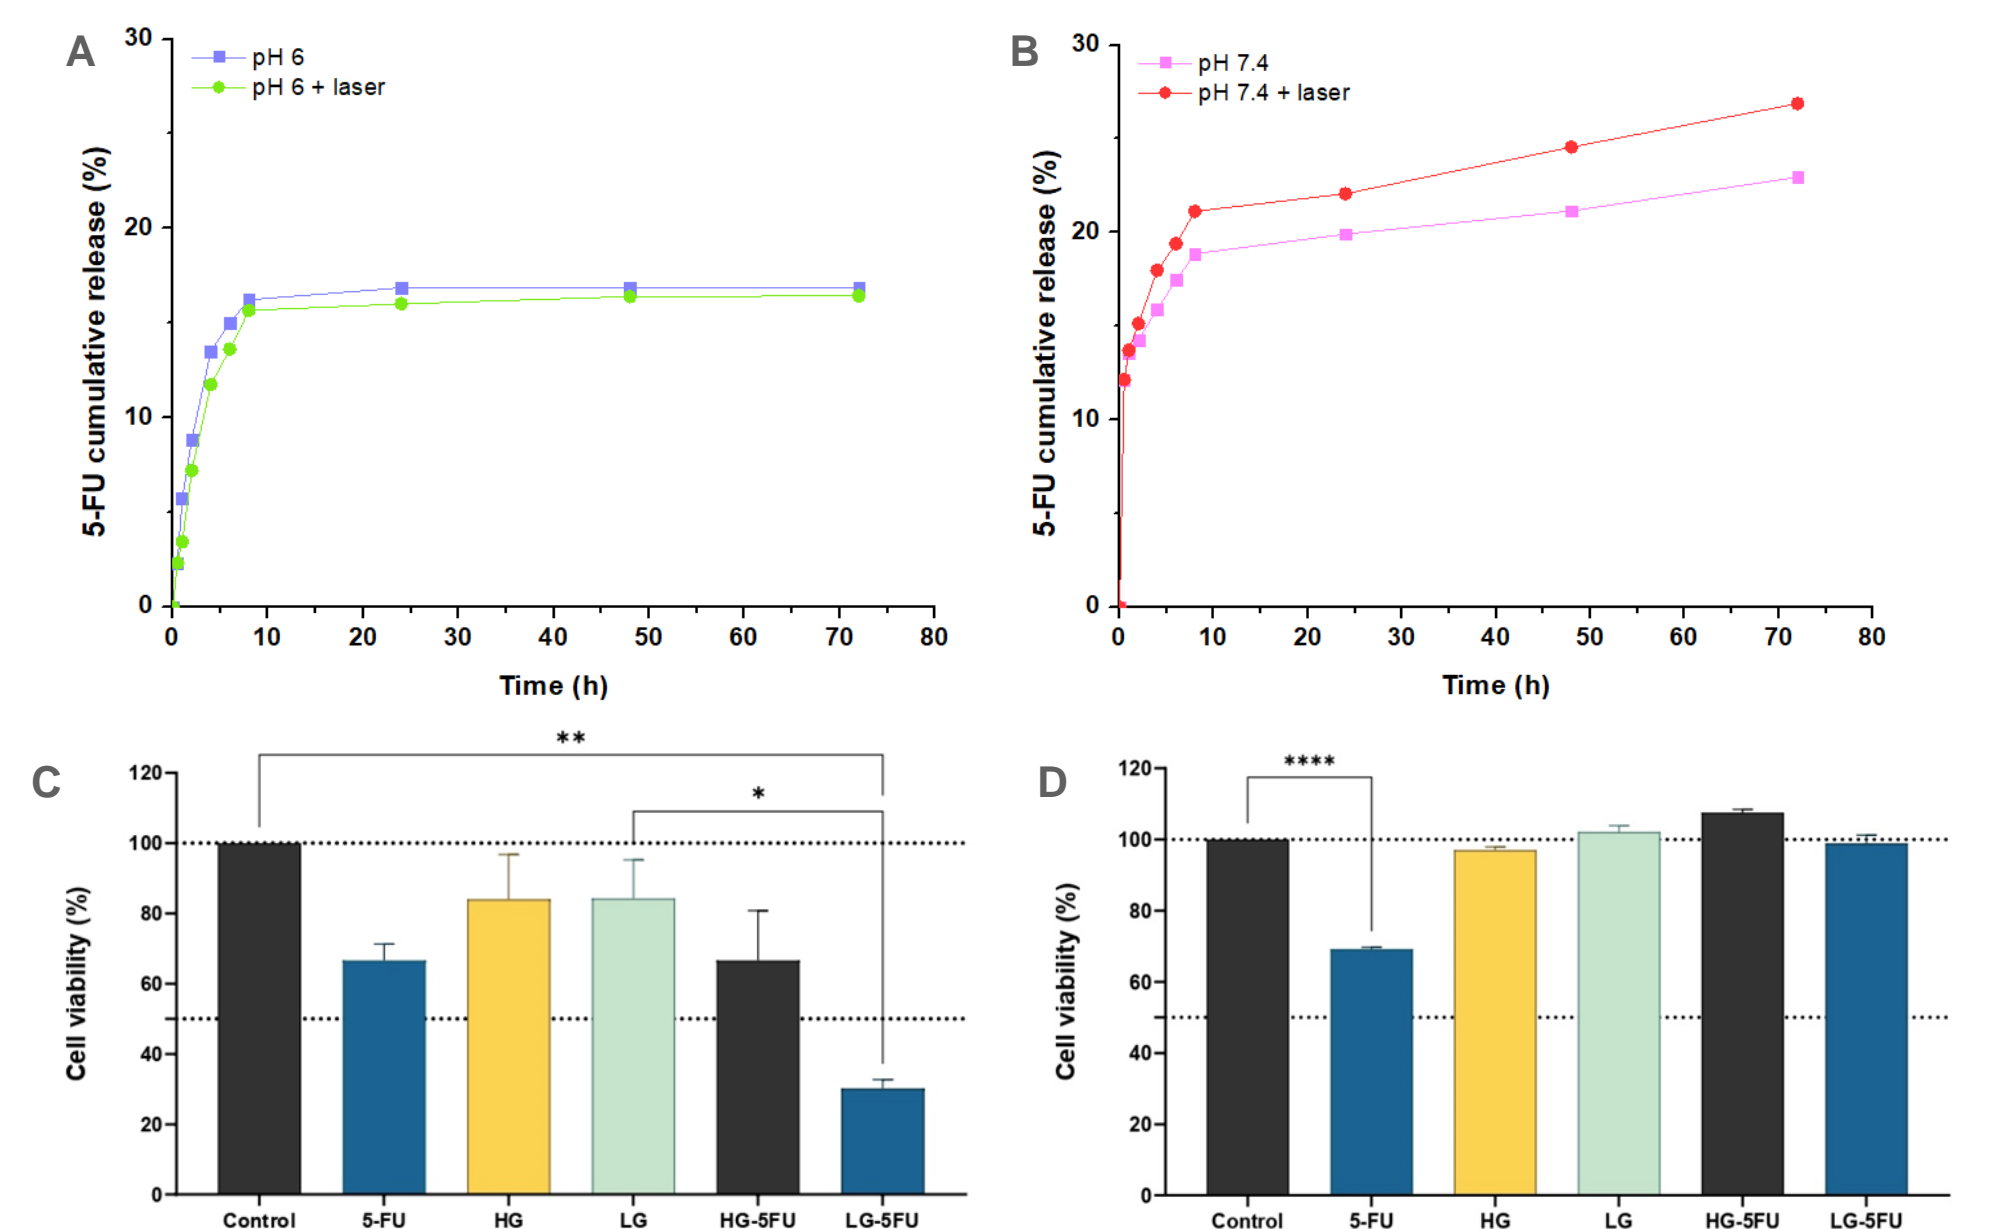 A
30
20
10
0
pH 6
pH 6 + laser
5-FU cumulative release (%)
0 10 20 30 40 50 60 70 80
Time (h)
B
30
20
10
0
pH 7.4
pH 7.4 + laser
5-FU cumulative release (%)
0 10 20 30 40 50 60 70 80
Time (h)
C
**
*
120
100
80
60
40
20
0
Cell viability (%)
Control 5-FU HG LG HG-5FU LG-5FU
D
****
120
100
80
60
40
20
0
Cell viability (%)
Control 5-FU HG LG HG-5FU LG-5FU